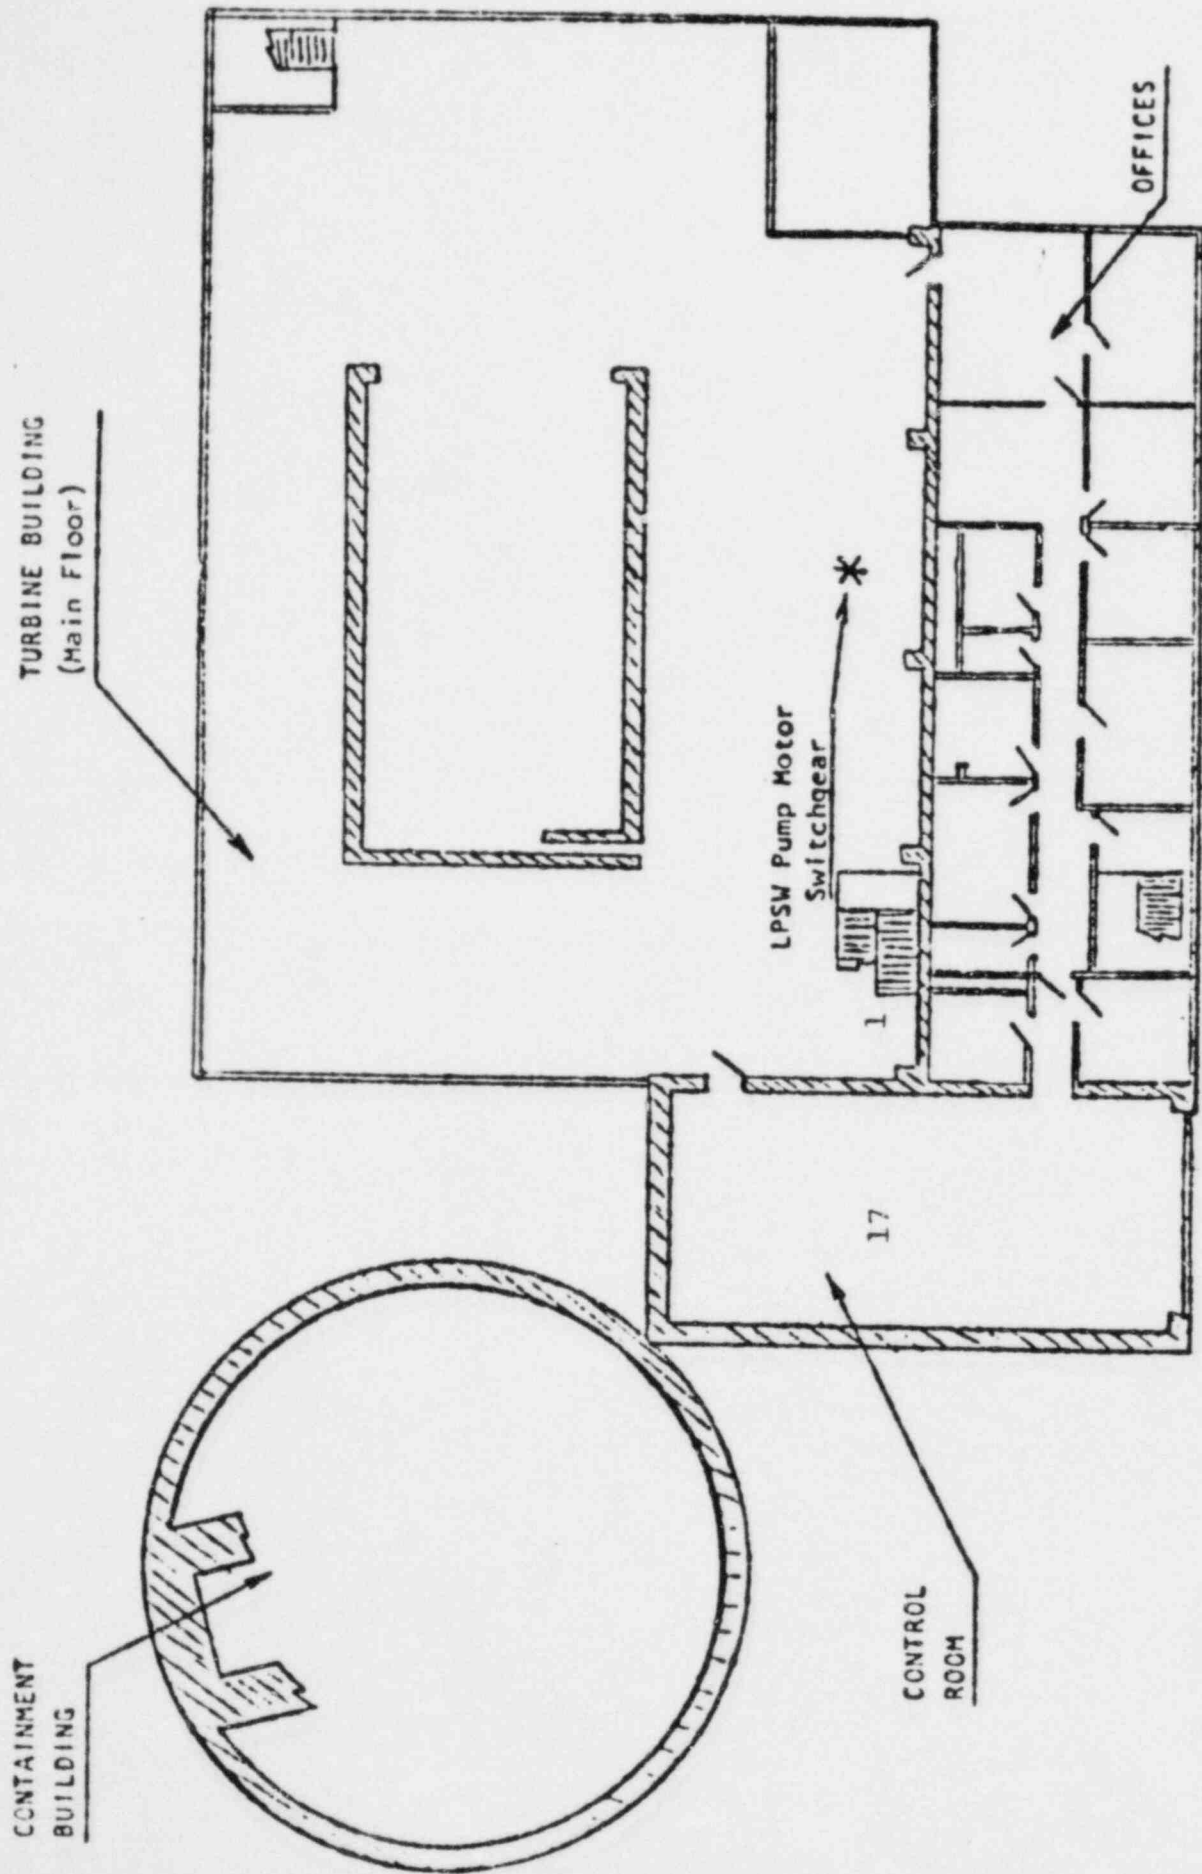 TURBINE BUILDING
(Main Floor)
OFFICES
LPSW Pump Motor
Switchgear
1
17
CONTAINMENT
BUILDING
CONTROL
ROOM